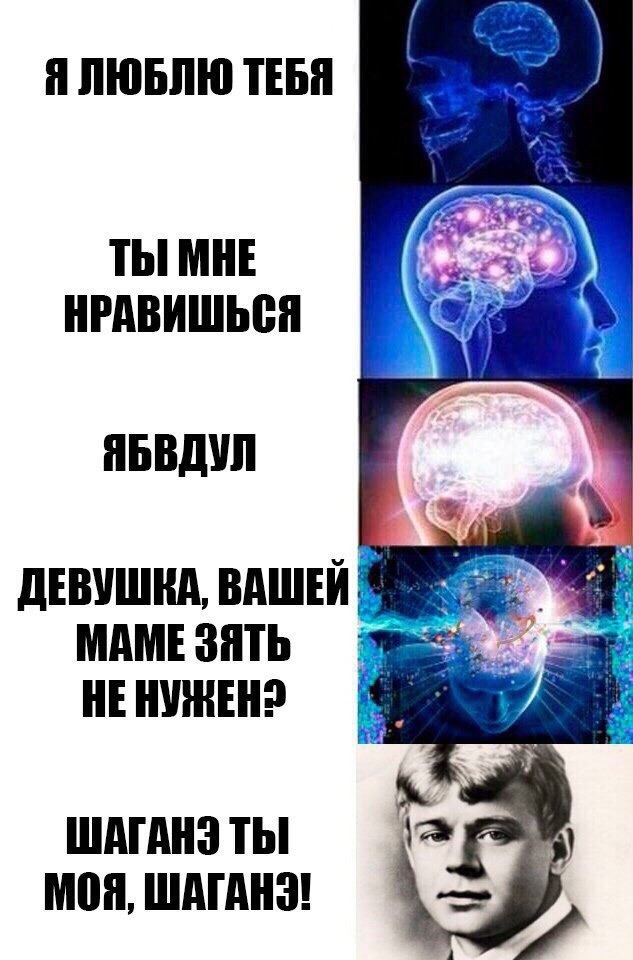 Я ЛЮБЛЮ ТЕБЯ
ТЫ МНЕ
НРАВИШЬСЯ
ЯБВДУЛ
ДЕВУШКА, ВАШЕЙ
МАМЕ ЗЯТЬ
НЕ НУЖЕН?
ШАГАНЭ ТЫ
МОЯ, ШАГАНЭ!